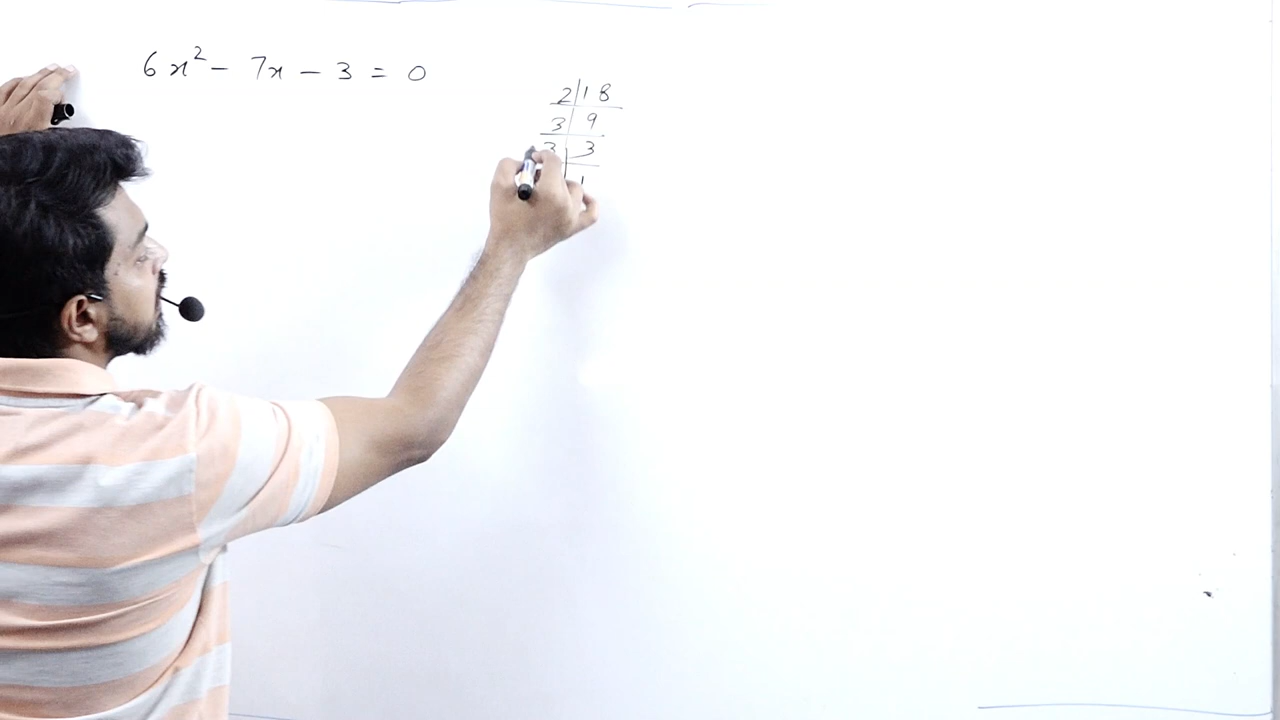 6x² - 7x - 3 = 0
2 | 18
3 | 9
3 | 3
| 1